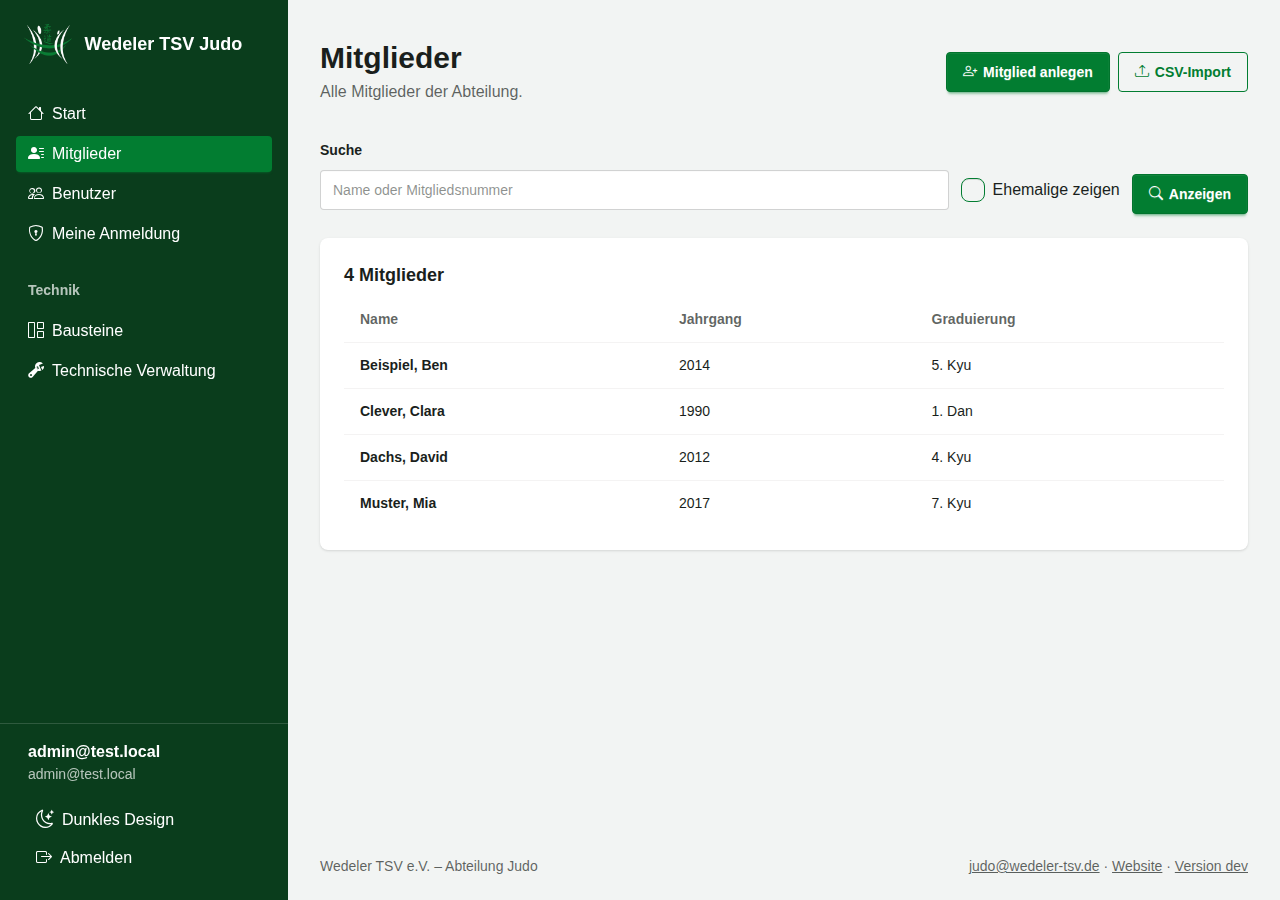 Wedeler TSV Judo
Start
Mitglieder
Benutzer
Meine Anmeldung
Technik
Bausteine
Technische Verwaltung
admin@test.local
admin@test.local
Dunkles Design
Abmelden
Mitglieder
Alle Mitglieder der Abteilung.
Mitglied anlegen
CSV-Import
Suche
Name oder Mitgliedsnummer
Ehemalige zeigen
Anzeigen
4 Mitglieder
Name Jahrgang Graduierung
Beispiel, Ben 2014 5. Kyu
Clever, Clara 1990 1. Dan
Dachs, David 2012 4. Kyu
Muster, Mia 2017 7. Kyu
Wedeler TSV e.V. – Abteilung Judo
judo@wedeler-tsv.de · Website · Version dev